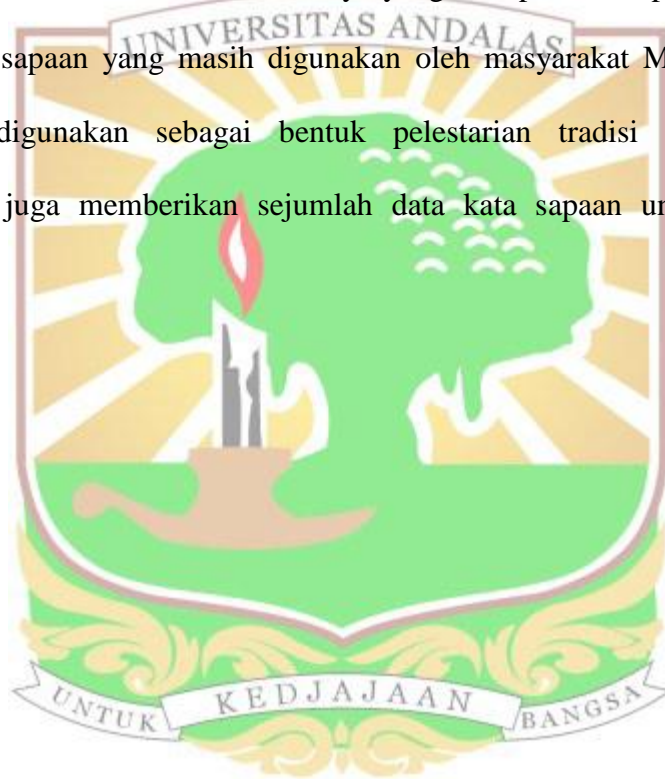 UNIVERSITAS ANDALAS
sapaan yang masih digunakan oleh masyarakat M
digunakan sebagai bentuk pelestarian tradisi
juga memberikan sejumlah data kata sapaan un
UNTUK KEDJAJAAN BANGSA